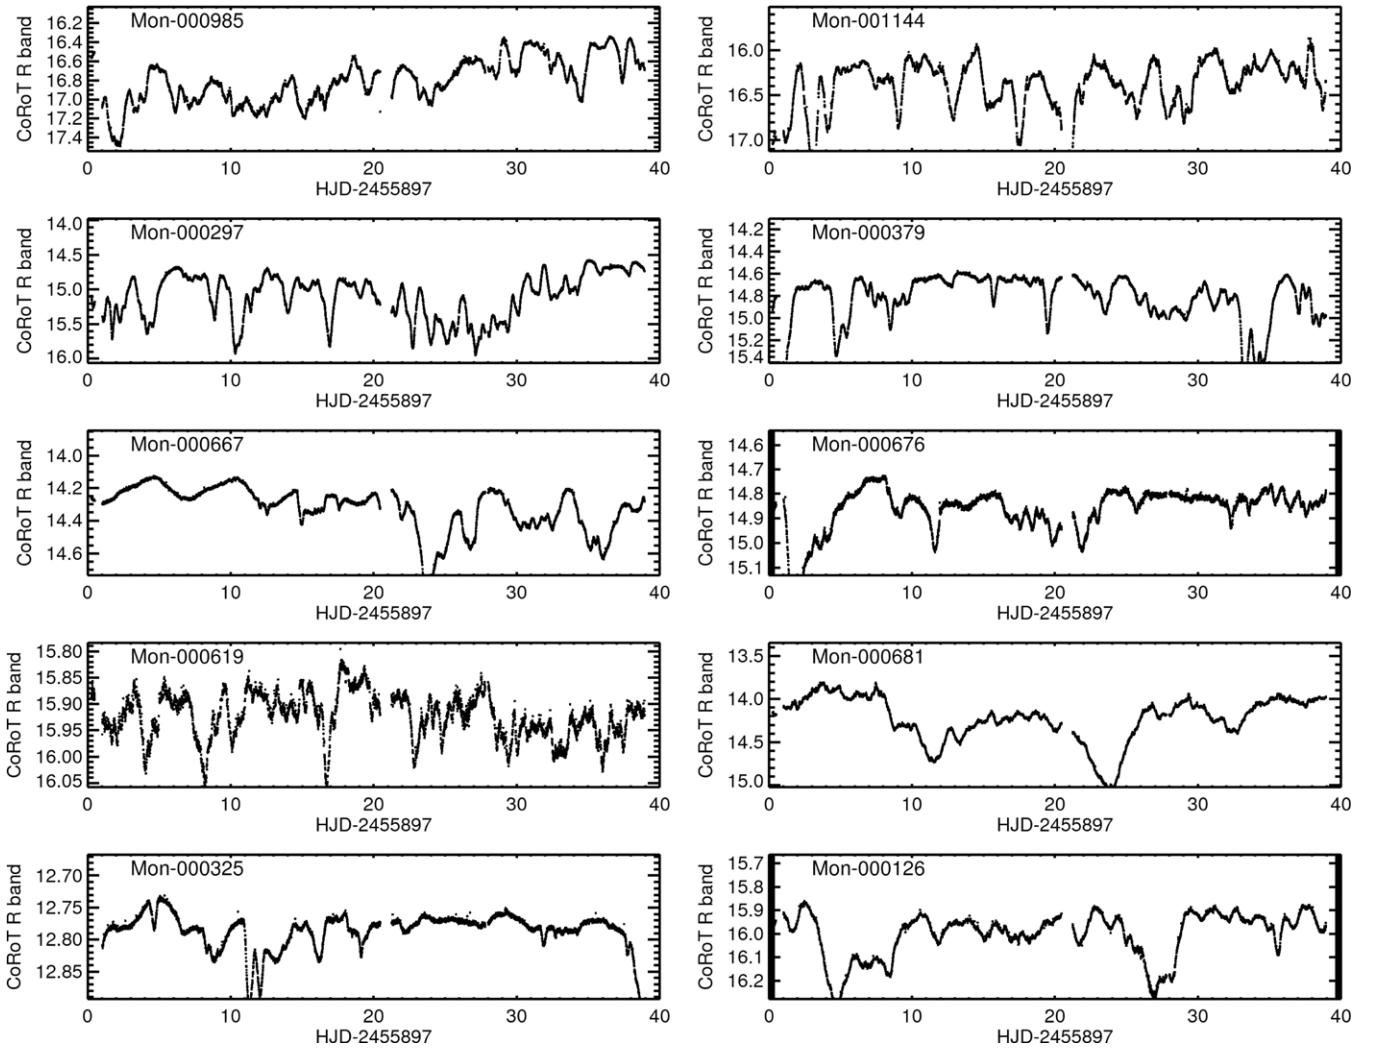 Mon-000985
CoRoT R band
16.2
16.4
16.6
16.8
17.0
17.2
17.4
0 10 20 30 40
HJD-2455897
Mon-001144
CoRoT R band
16.0
16.5
17.0
0 10 20 30 40
HJD-2455897
Mon-000297
CoRoT R band
14.0
14.5
15.0
15.5
16.0
0 10 20 30 40
HJD-2455897
Mon-000379
CoRoT R band
14.2
14.4
14.6
14.8
15.0
15.2
15.4
0 10 20 30 40
HJD-2455897
Mon-000667
CoRoT R band
14.0
14.2
14.4
14.6
0 10 20 30 40
HJD-2455897
Mon-000676
CoRoT R band
14.6
14.7
14.8
14.9
15.0
15.1
0 10 20 30 40
HJD-2455897
Mon-000619
CoRoT R band
15.80
15.85
15.90
15.95
16.00
16.05
0 10 20 30 40
HJD-2455897
Mon-000681
CoRoT R band
13.5
14.0
14.5
15.0
0 10 20 30 40
HJD-2455897
Mon-000325
CoRoT R band
12.70
12.75
12.80
12.85
0 10 20 30 40
HJD-2455897
Mon-000126
CoRoT R band
15.7
15.8
15.9
16.0
16.1
16.2
0 10 20 30 40
HJD-2455897